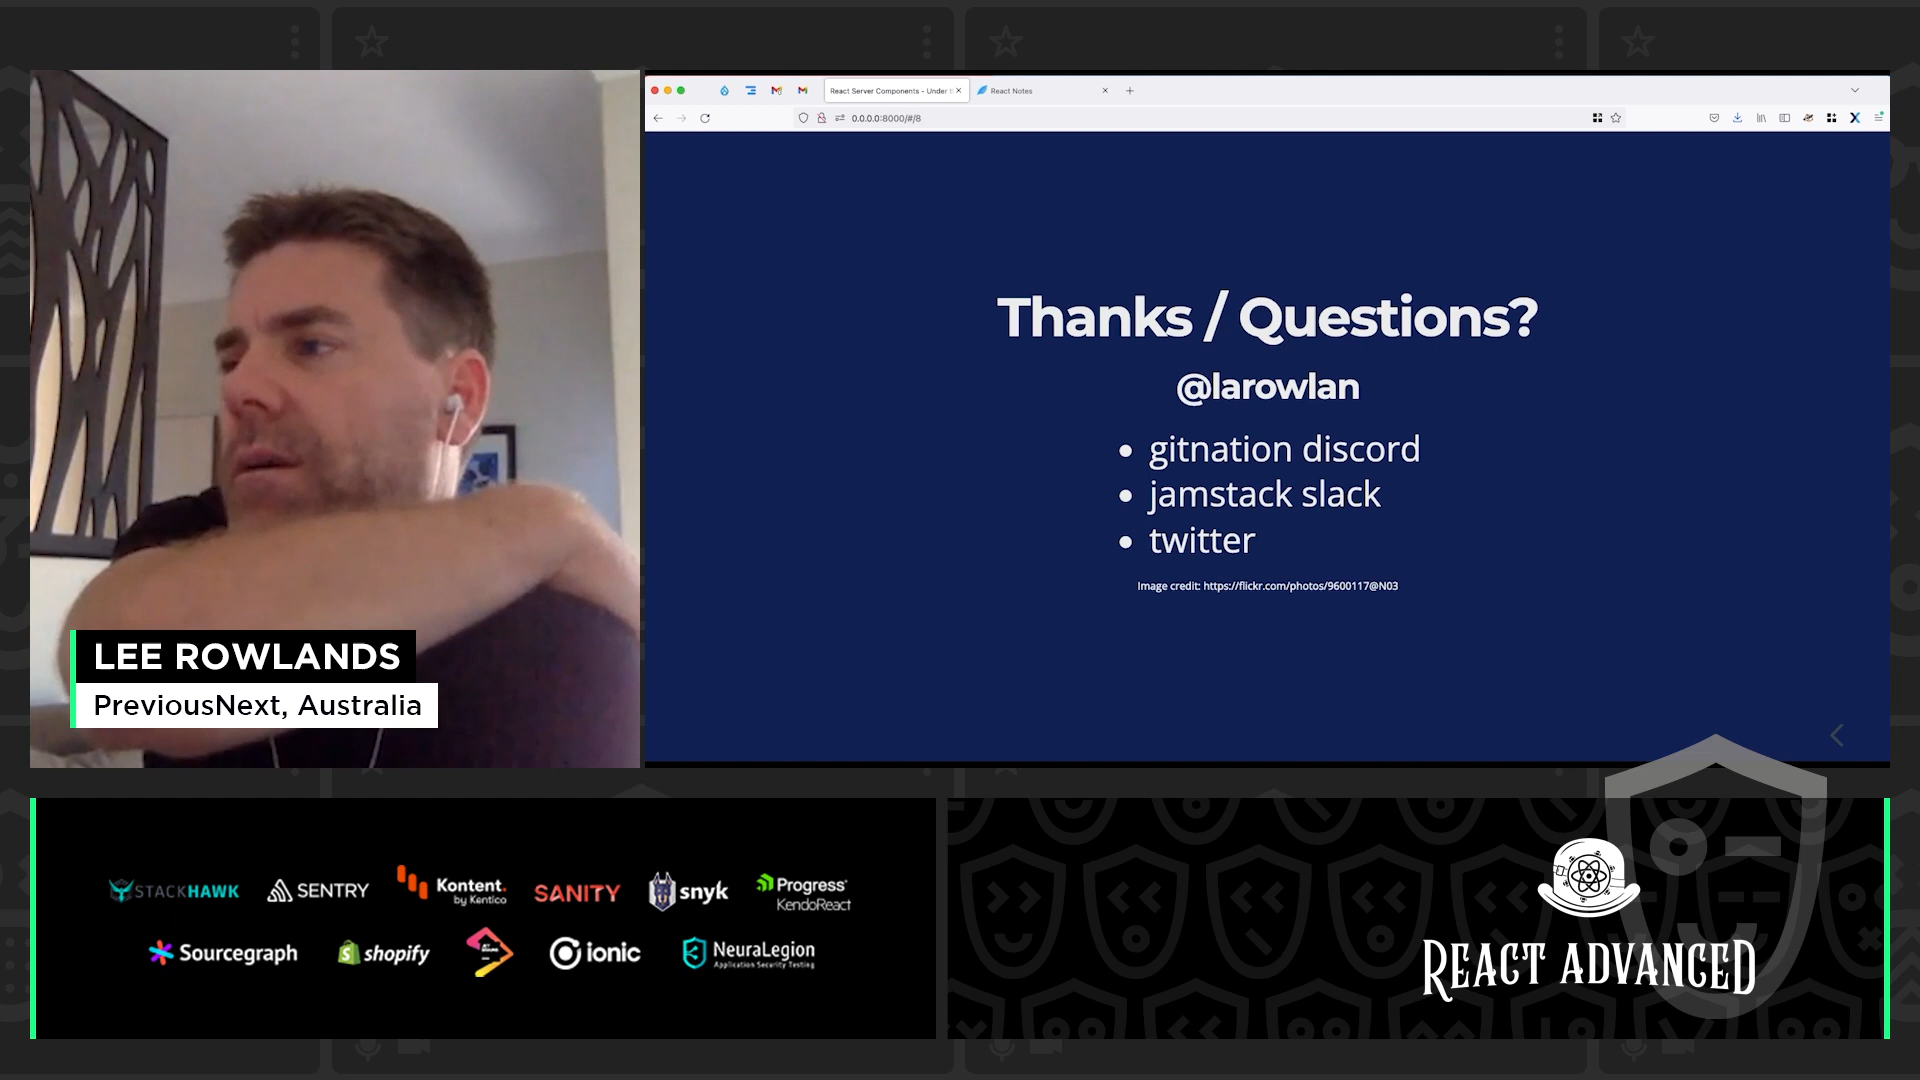 React Server Components - Under t
React Notes
0.0.0.0:8000/#/8
Thanks / Questions?
@larowlan
gitnation discord
jamstack slack
twitter
Image credit: https://flickr.com/photos/9600117@N03
LEE ROWLANDS
PreviousNext, Australia
STACKHAWK
SENTRY
Kontent.
by Kentico
SANITY
snyk
Progress
KendoReact
Sourcegraph
shopify
ionic
NeuraLegion
Application Security Testing
REACT ADVANCED